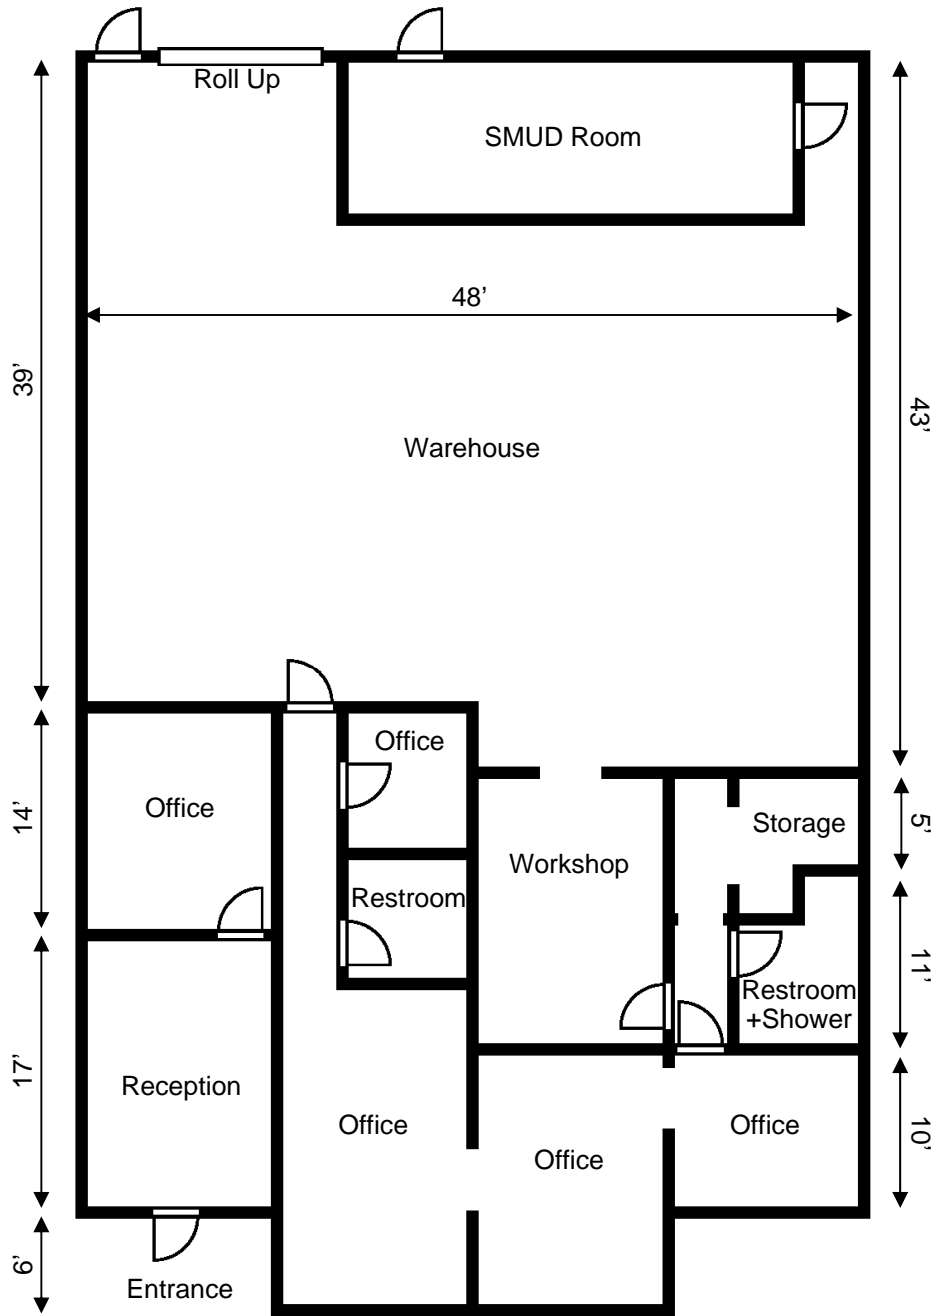 Roll Up
SMUD Room
48’
39’
43’
Warehouse
Office
Office
14’
5’
Storage
Workshop
Restroom
11’
Restroom
+Shower
17’
Reception
Office
Office
Office
10’
6’
Entrance